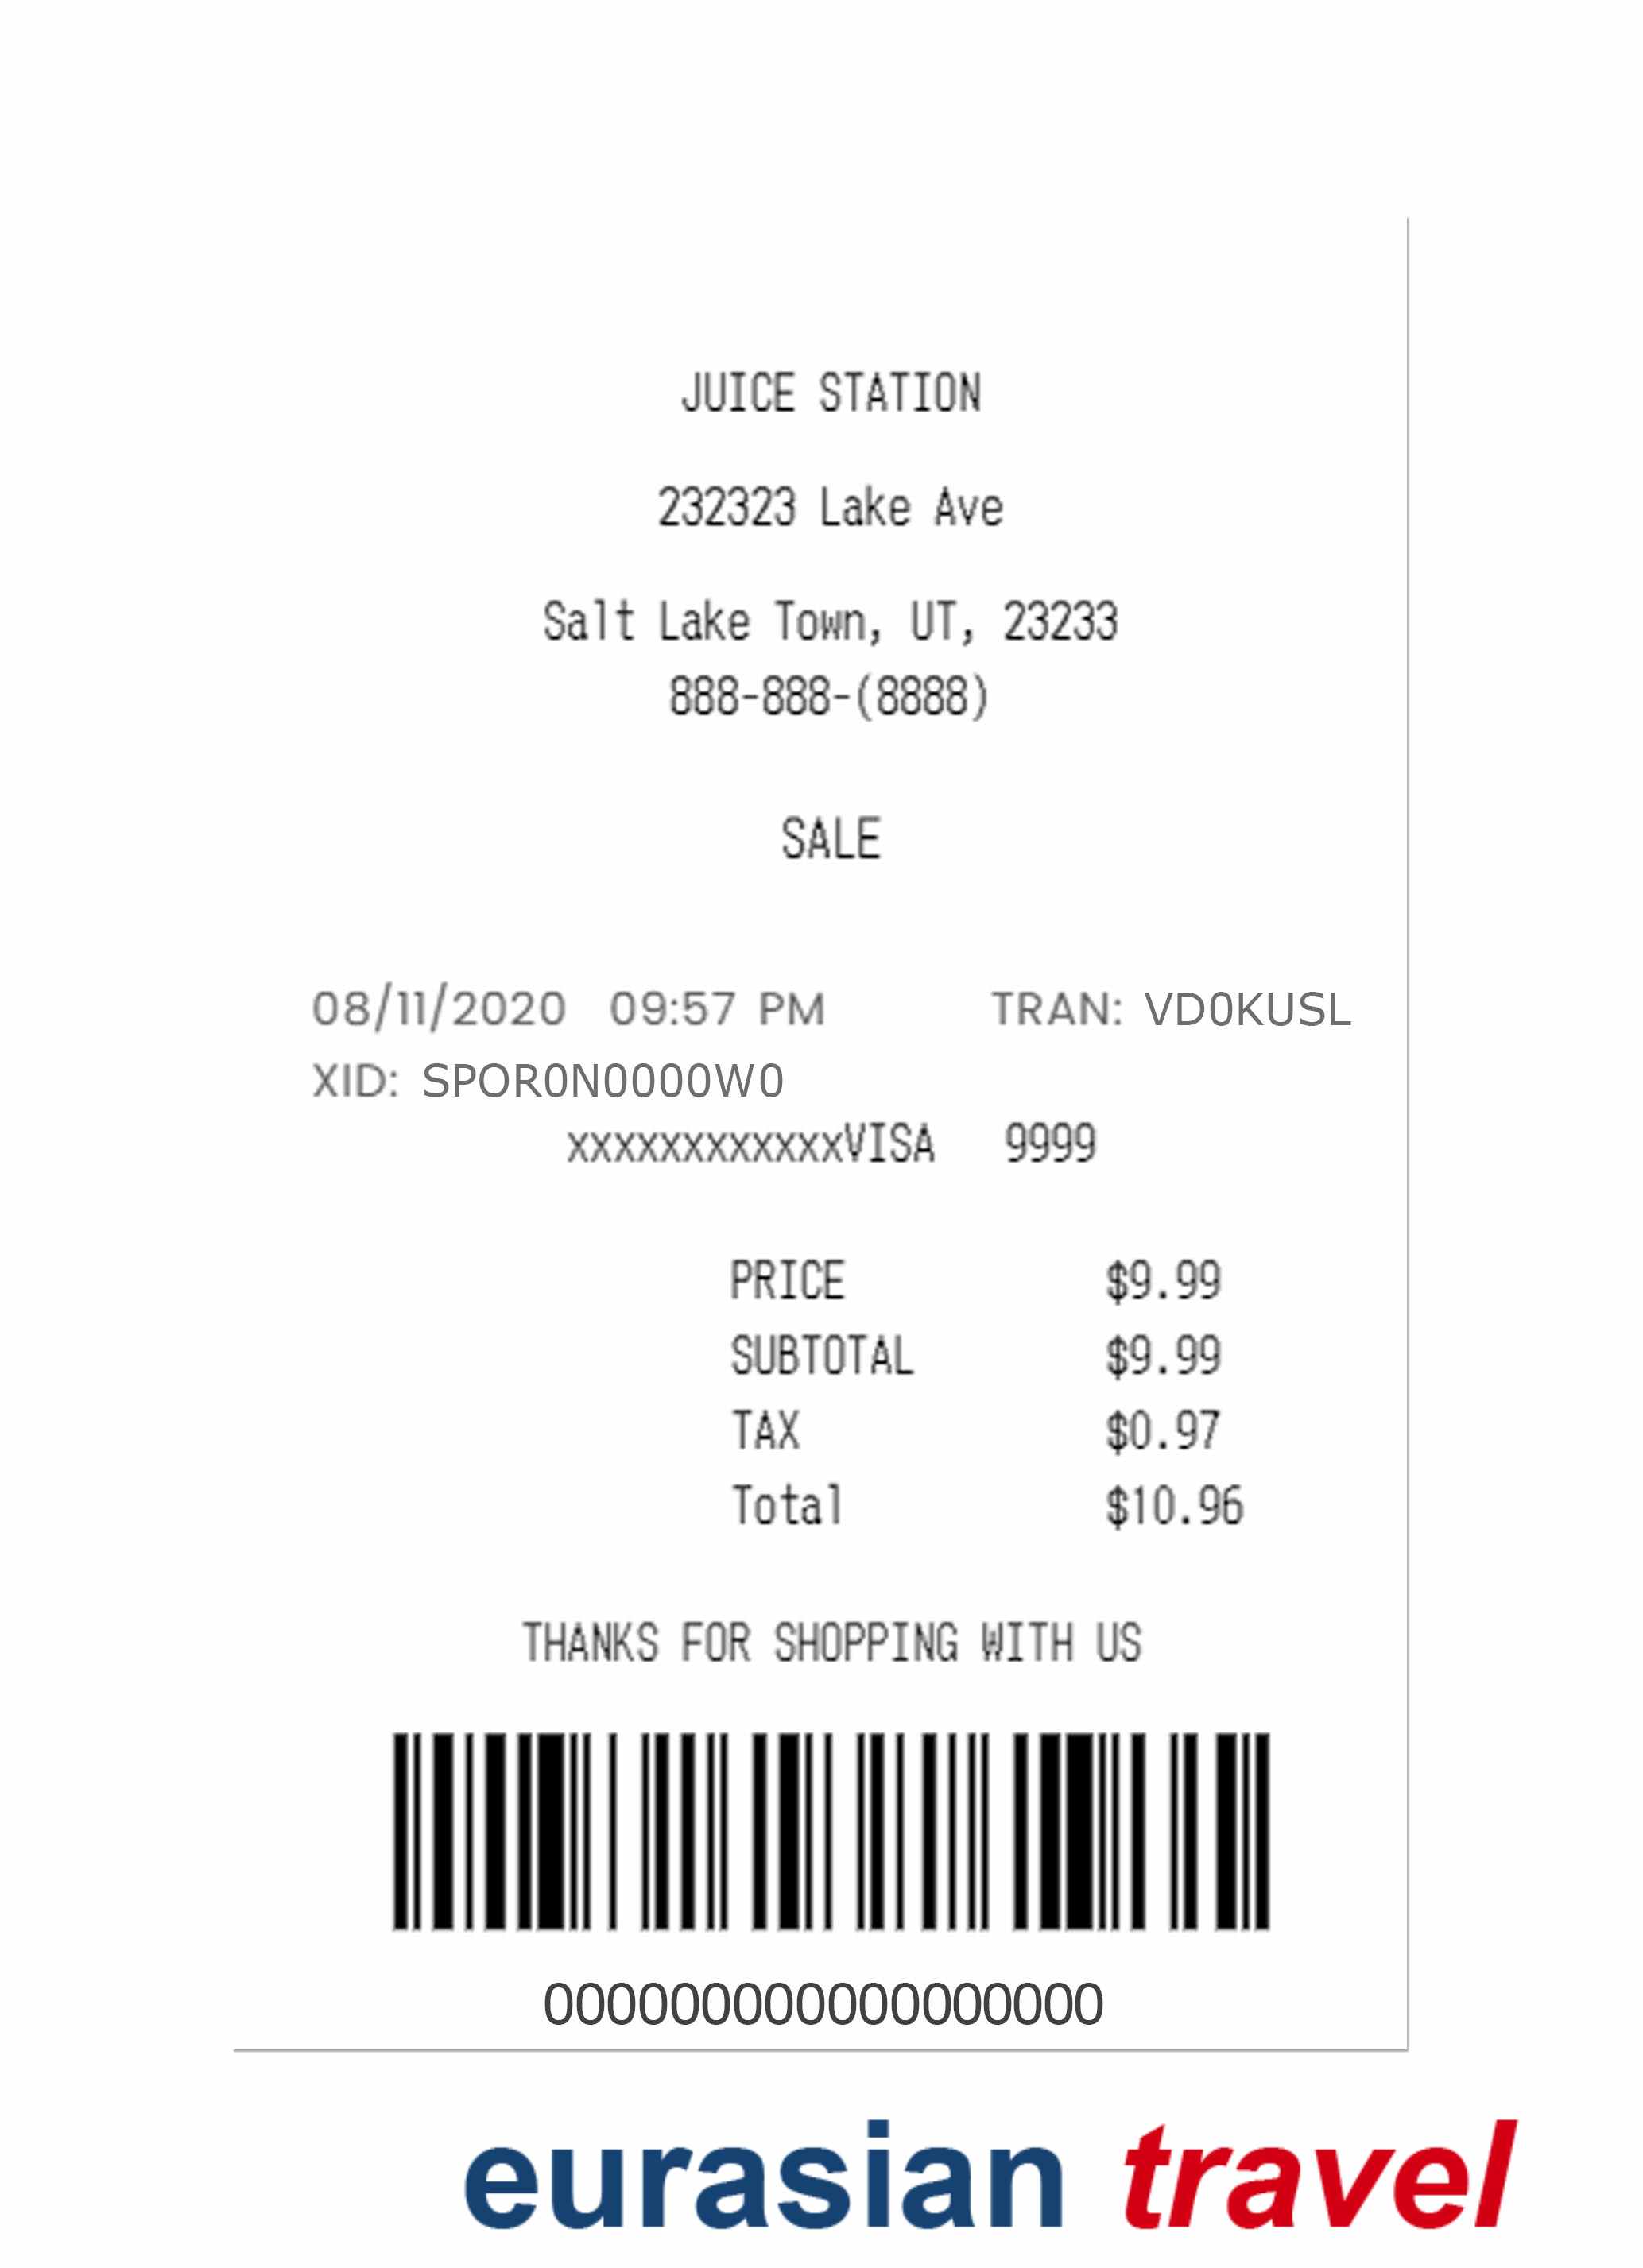 JUICE STATION
232323 Lake Ave
Salt Lake Town, UT, 23233
888-888-(8888)
SALE
08/11/2020 09:57 PM TRAN: VD0KUSL
XID: SPOR0N0000W0
xxxxxxxxxxxxVISA 9999
PRICE $9.99
SUBTOTAL $9.99
TAX $0.97
Total $10.96
THANKS FOR SHOPPING WITH US
000000000000000000
eurasian travel